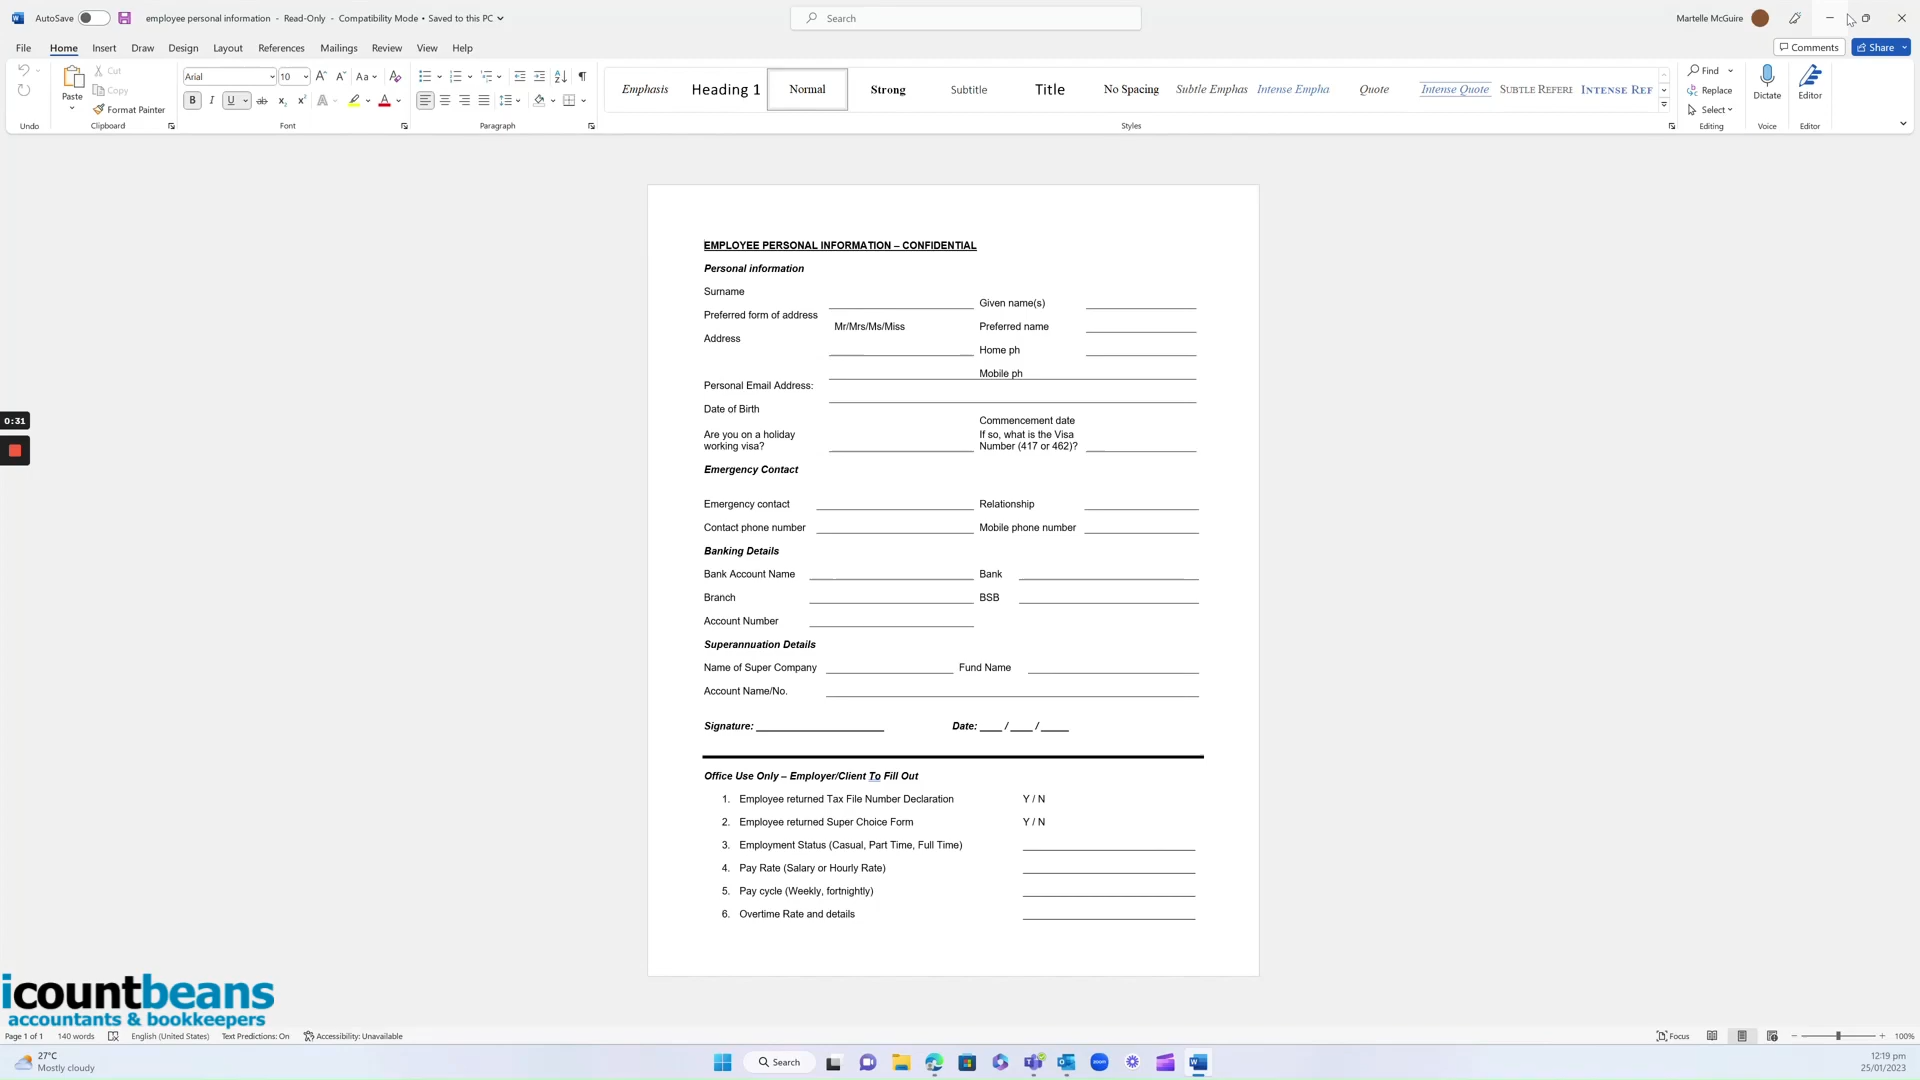 AutoSave employee personal information - Read-Only - Compatibility Mode • Saved to this PC
Search
Martelle McGuire
File Home Insert Draw Design Layout References Mailings Review View Help
Comments Share
Paste
Cut
Copy
Format Painter
Arial 10
Emphasis Heading 1 Normal Strong Subtitle Title No Spacing Subtle Emphas Intense Empha Quote Intense Quote SUBTLE REFERE INTENSE REF
Find
Replace
Select
Dictate
Editor
Undo Clipboard Font Paragraph Styles Editing Voice Editor
EMPLOYEE PERSONAL INFORMATION – CONFIDENTIAL
Personal information
Surname
Given name(s)
Preferred form of address
Mr/Mrs/Ms/Miss Preferred name
Address
Home ph
Mobile ph
Personal Email Address:
Date of Birth
Commencement date
Are you on a holiday
working visa?
If so, what is the Visa
Number (417 or 462)?
Emergency Contact
Emergency contact Relationship
Contact phone number Mobile phone number
Banking Details
Bank Account Name Bank
Branch BSB
Account Number
Superannuation Details
Name of Super Company Fund Name
Account Name/No.
Signature: ____ Date: ____ / ____ / _____
Office Use Only – Employer/Client To Fill Out
1. Employee returned Tax File Number Declaration Y / N
2. Employee returned Super Choice Form Y / N
3. Employment Status (Casual, Part Time, Full Time)
4. Pay Rate (Salary or Hourly Rate)
5. Pay cycle (Weekly, fortnightly)
6. Overtime Rate and details
0:31
icountbeans
accountants & bookkeepers
Page 1 of 1 140 words English (United States) Text Predictions: On Accessibility: Unavailable
Focus 100%
27°C
Mostly cloudy
Search
zoom
12:19 pm
25/01/2023